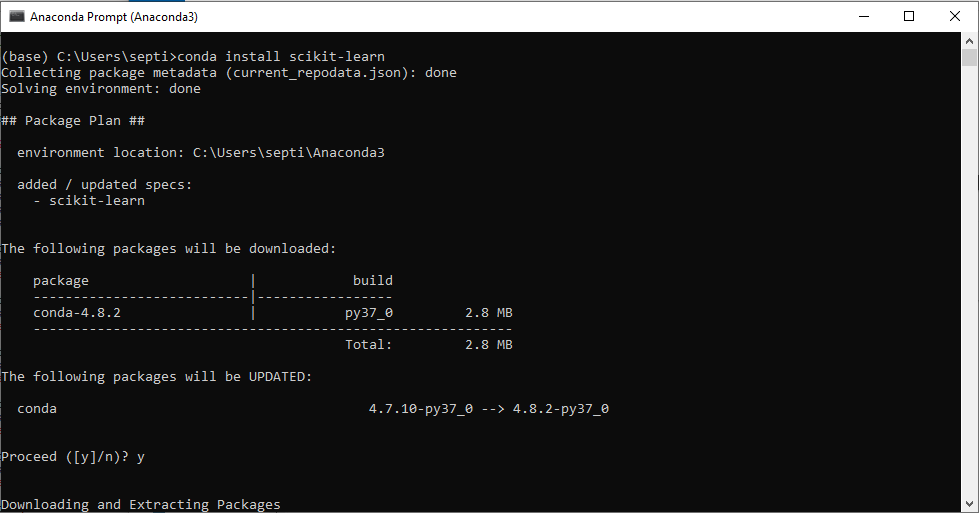 Anaconda Prompt (Anaconda3)
(base) C:\Users\septi>conda install scikit-learn
Collecting package metadata (current_repodata.json): done
Solving environment: done
## Package Plan ##
environment location: C:\Users\septi\Anaconda3
added / updated specs:
- scikit-learn
The following packages will be downloaded:
package | build
---------------------------|-----------------
conda-4.8.2 | py37_0 2.8 MB
------------------------------------------------------------
Total: 2.8 MB
The following packages will be UPDATED:
conda 4.7.10-py37_0 --> 4.8.2-py37_0
Proceed ([y]/n)? y
Downloading and Extracting Packages